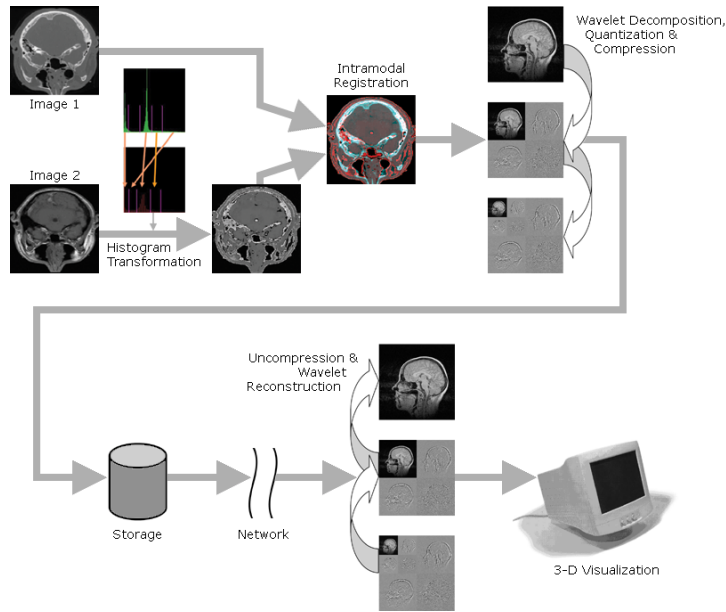 Wavelet Decomposition,
Quantization &
Compression
Intramodal
Registration
Image 1
Image 2
Histogram
Transformation
Uncompression &
Wavelet
Reconstruction
Storage
Network
3-D Visualization